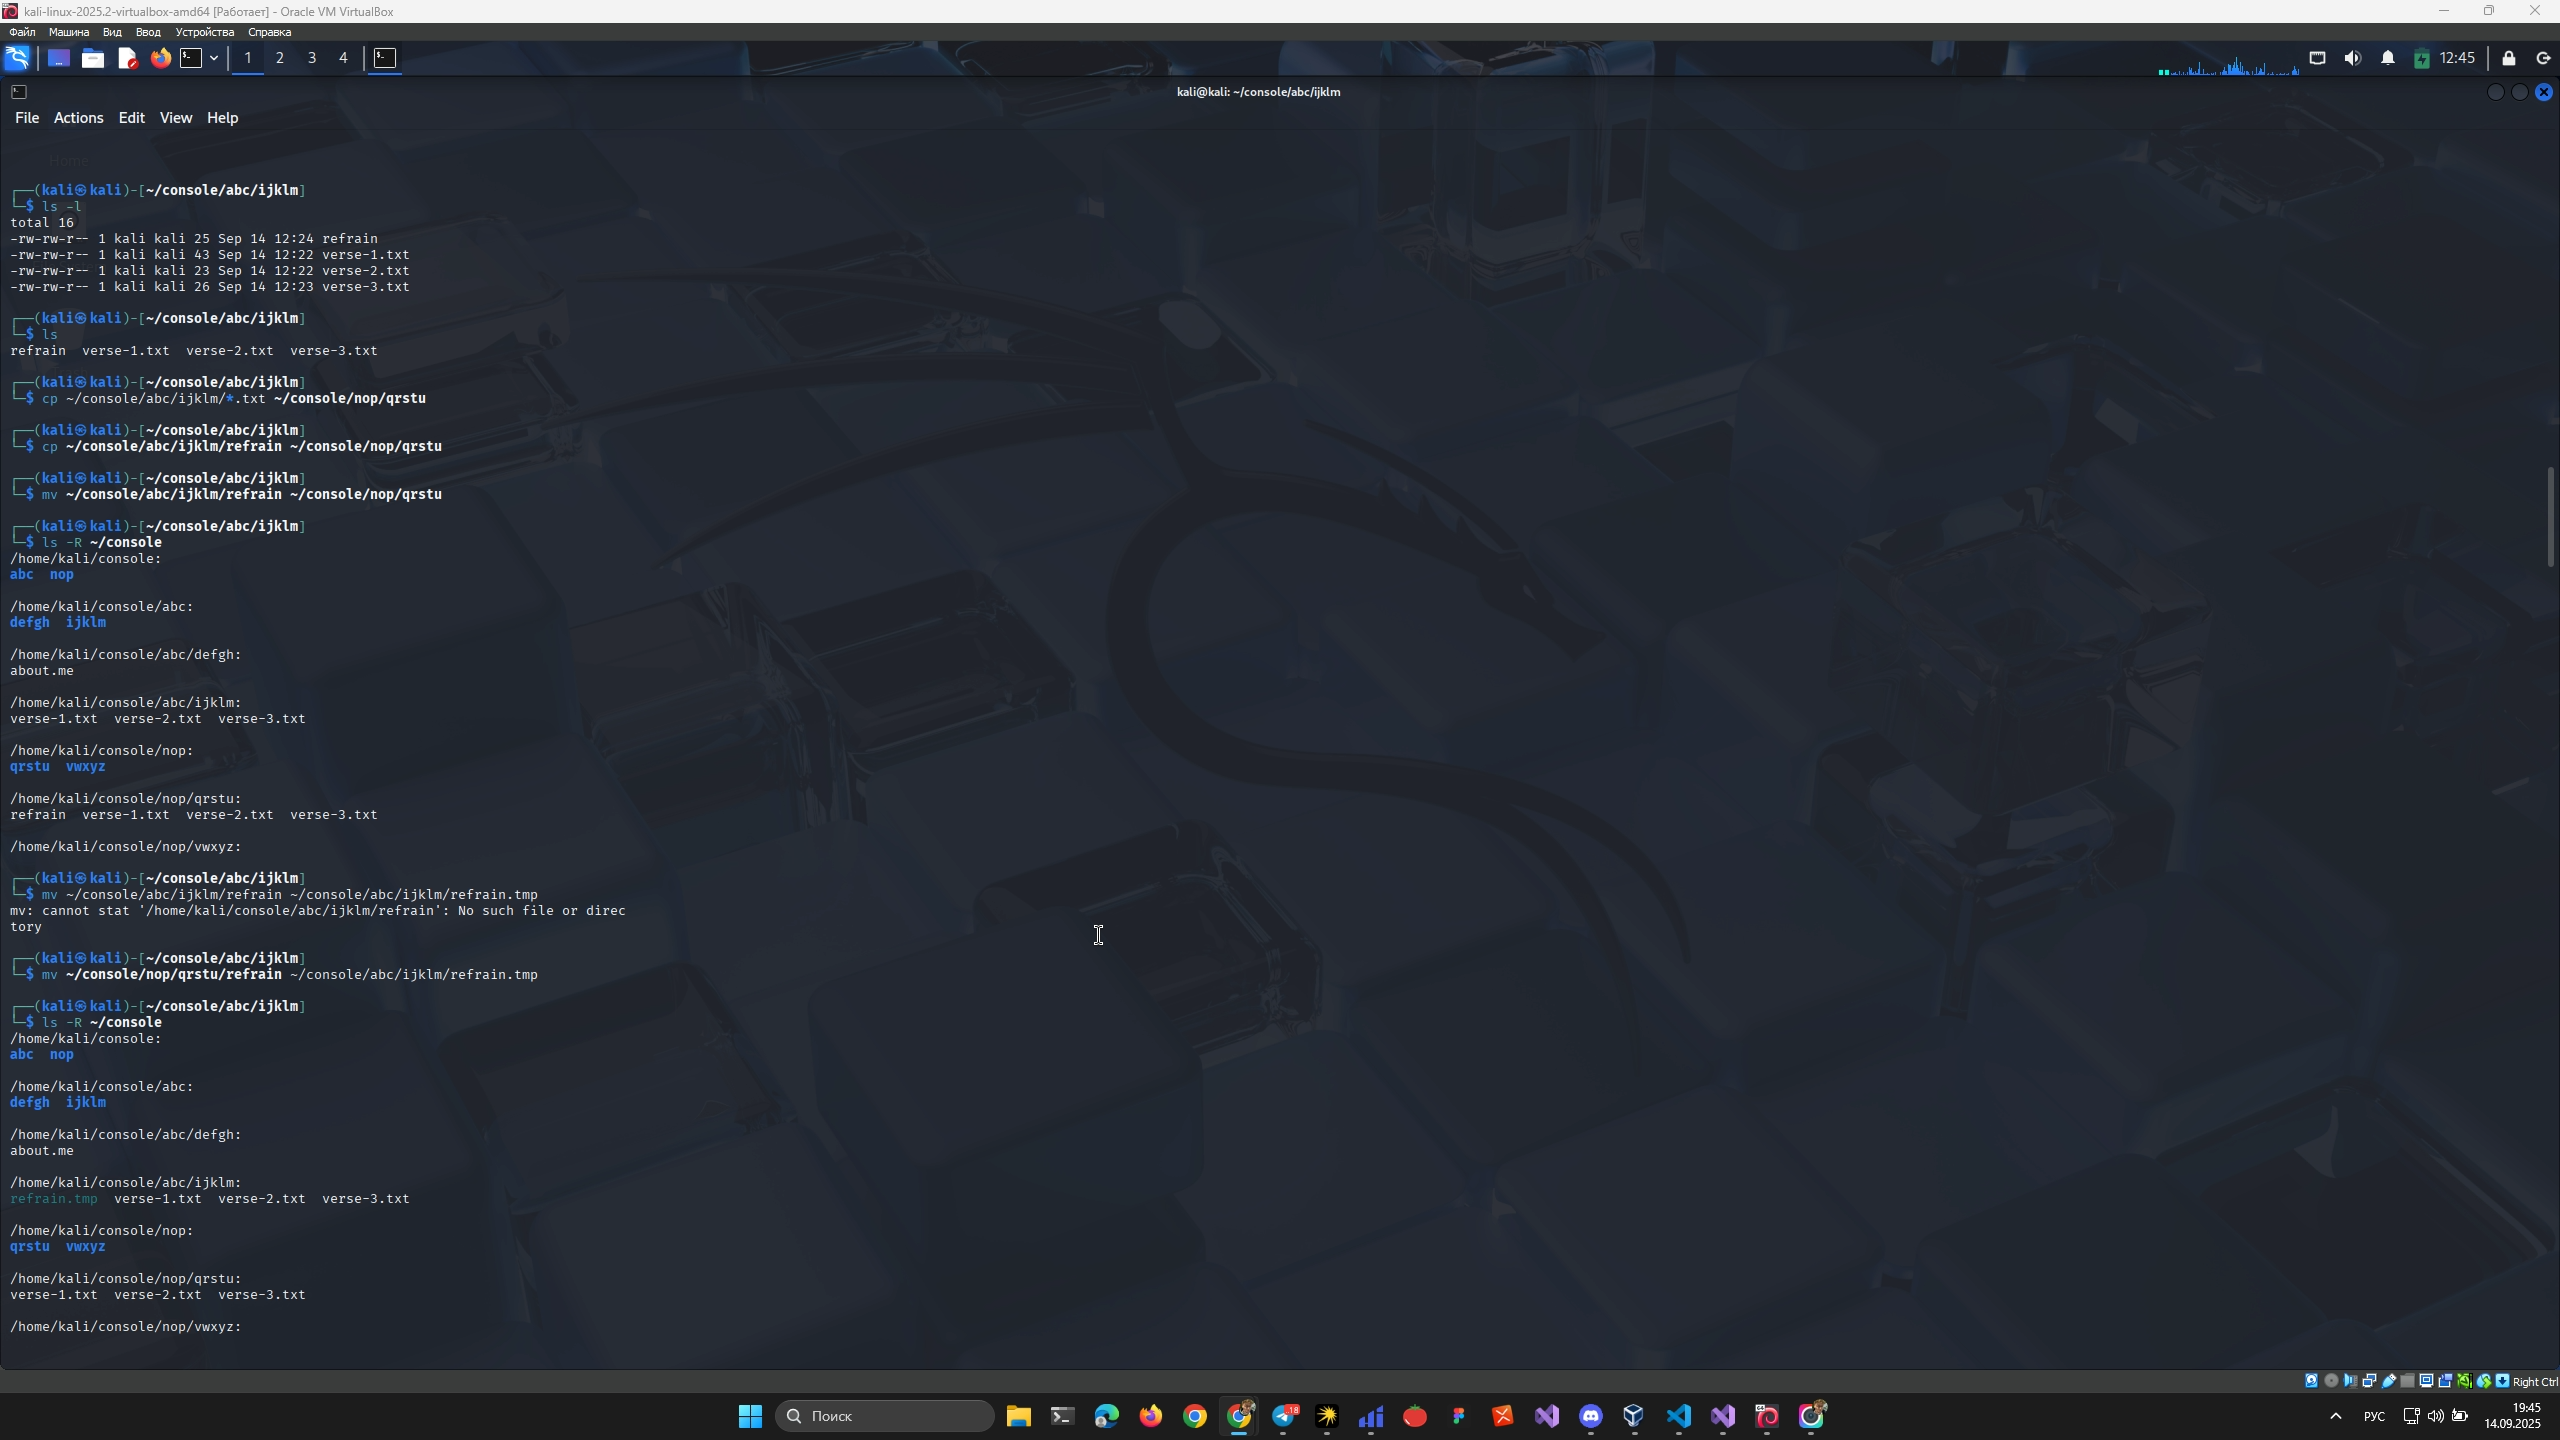 kali-linux-2025.2-virtualbox-amd64 [Работает] - Oracle VM VirtualBox
Файл Машина Вид Ввод Устройства Справка
1 2 3 4 12:45
kali@kali: ~/console/abc/ijklm
File Actions Edit View Help
Home
┌──(kali㉿kali)-[~/console/abc/ijklm]
└─$ ls -l
total 16
-rw-rw-r-- 1 kali kali 25 Sep 14 12:24 refrain
-rw-rw-r-- 1 kali kali 43 Sep 14 12:22 verse-1.txt
-rw-rw-r-- 1 kali kali 23 Sep 14 12:22 verse-2.txt
-rw-rw-r-- 1 kali kali 26 Sep 14 12:23 verse-3.txt
┌──(kali㉿kali)-[~/console/abc/ijklm]
└─$ ls
refrain  verse-1.txt  verse-2.txt  verse-3.txt
┌──(kali㉿kali)-[~/console/abc/ijklm]
└─$ cp ~/console/abc/ijklm/*.txt ~/console/nop/qrstu
┌──(kali㉿kali)-[~/console/abc/ijklm]
└─$ cp ~/console/abc/ijklm/refrain ~/console/nop/qrstu
┌──(kali㉿kali)-[~/console/abc/ijklm]
└─$ mv ~/console/abc/ijklm/refrain ~/console/nop/qrstu
┌──(kali㉿kali)-[~/console/abc/ijklm]
└─$ ls -R ~/console
/home/kali/console:
abc  nop
/home/kali/console/abc:
defgh  ijklm
/home/kali/console/abc/defgh:
about.me
/home/kali/console/abc/ijklm:
verse-1.txt  verse-2.txt  verse-3.txt
/home/kali/console/nop:
qrstu  vwxyz
/home/kali/console/nop/qrstu:
refrain  verse-1.txt  verse-2.txt  verse-3.txt
/home/kali/console/nop/vwxyz:
┌──(kali㉿kali)-[~/console/abc/ijklm]
└─$ mv ~/console/abc/ijklm/refrain ~/console/abc/ijklm/refrain.tmp
mv: cannot stat '/home/kali/console/abc/ijklm/refrain': No such file or direc
tory
┌──(kali㉿kali)-[~/console/abc/ijklm]
└─$ mv ~/console/nop/qrstu/refrain ~/console/abc/ijklm/refrain.tmp
┌──(kali㉿kali)-[~/console/abc/ijklm]
└─$ ls -R ~/console
/home/kali/console:
abc  nop
/home/kali/console/abc:
defgh  ijklm
/home/kali/console/abc/defgh:
about.me
/home/kali/console/abc/ijklm:
refrain.tmp  verse-1.txt  verse-2.txt  verse-3.txt
/home/kali/console/nop:
qrstu  vwxyz
/home/kali/console/nop/qrstu:
verse-1.txt  verse-2.txt  verse-3.txt
/home/kali/console/nop/vwxyz:
Right Ctrl
Поиск
18
РУС
19:45
14.09.2025